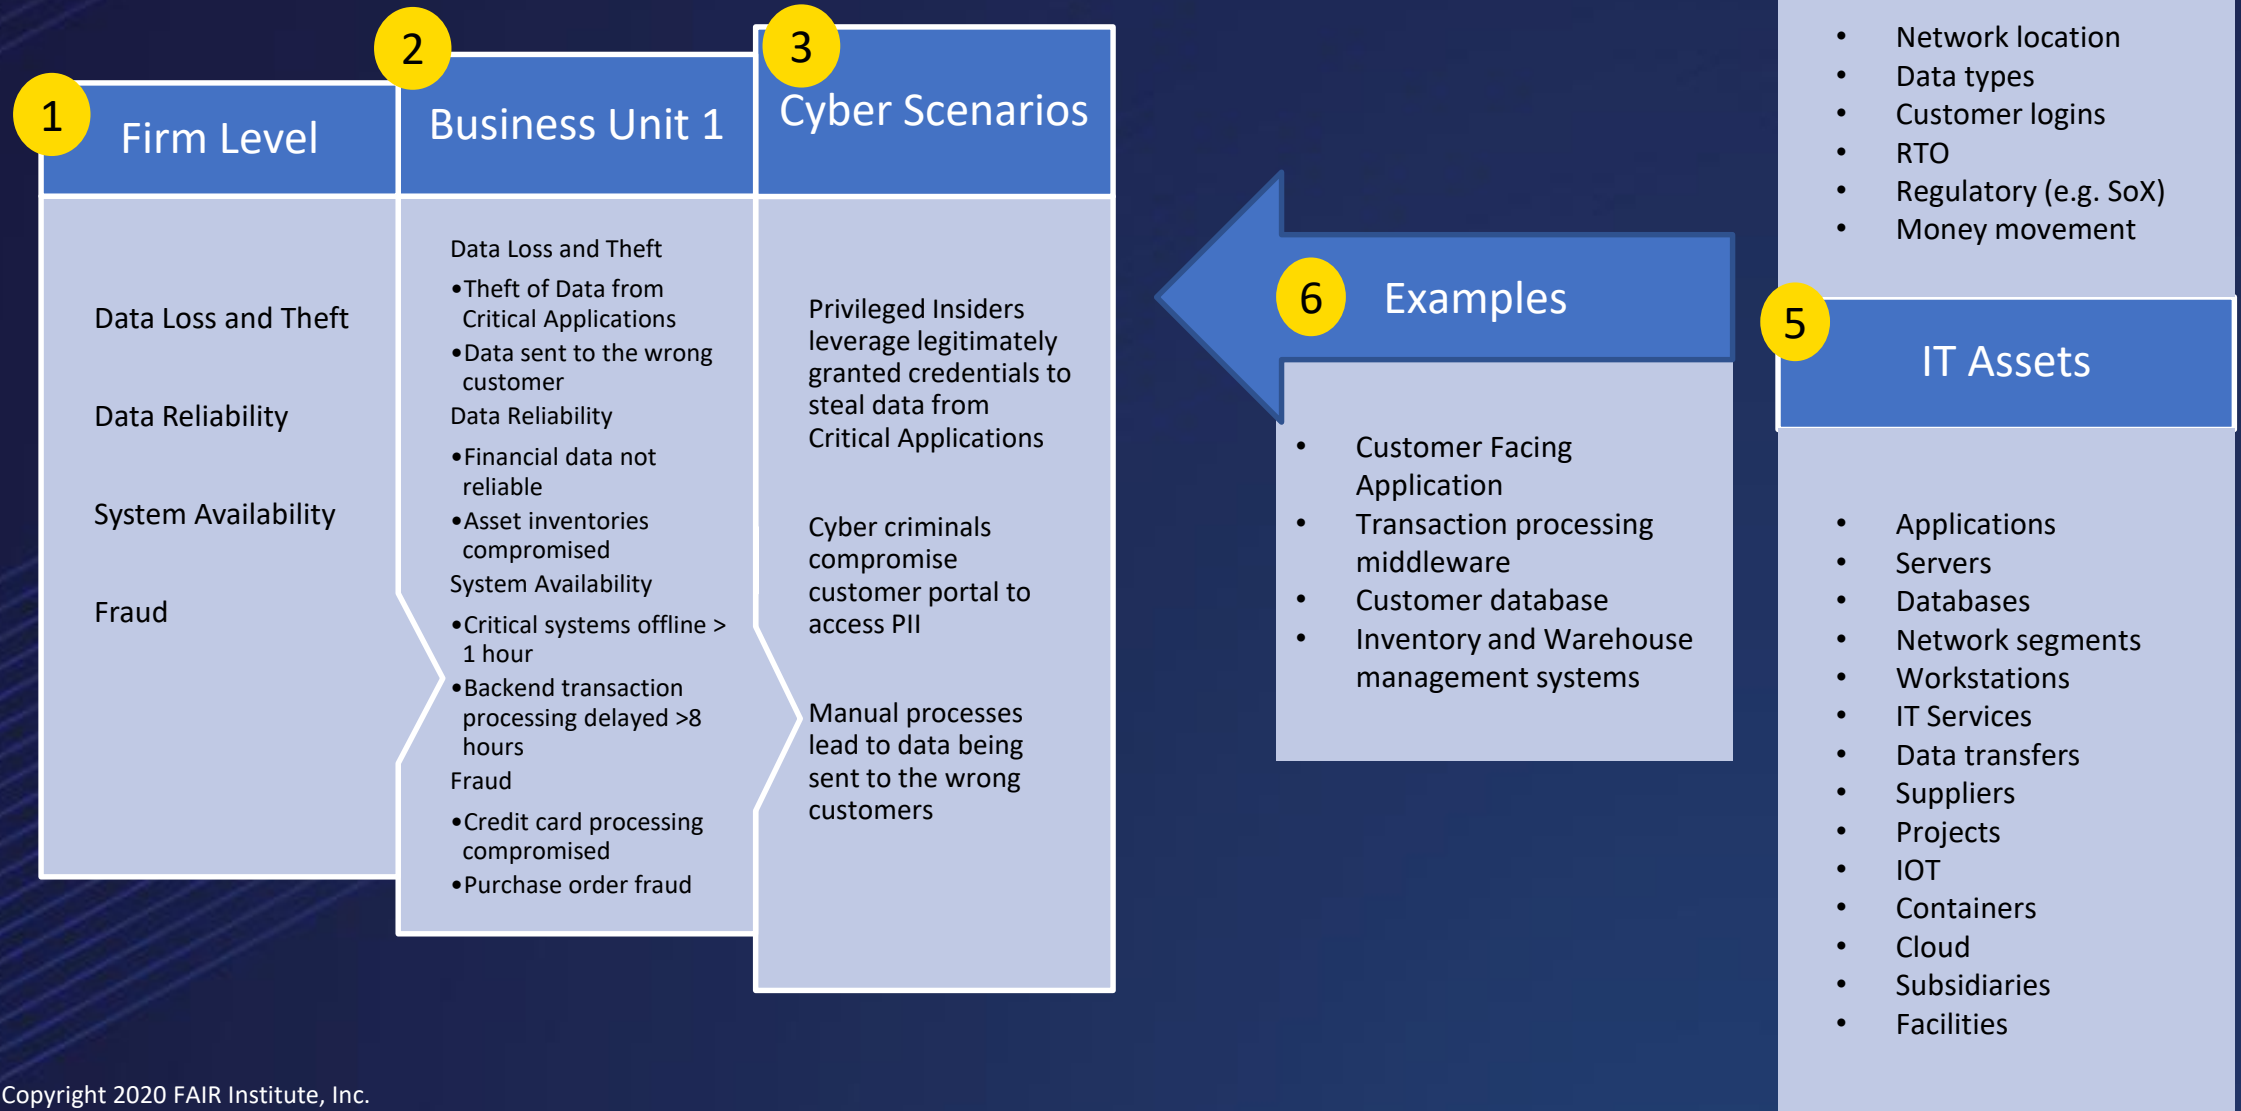 1
Firm Level
Data Loss and Theft
Data Reliability
System Availability
Fraud
2
Business Unit 1
Data Loss and Theft
•Theft of Data from
Critical Applications
•Data sent to the wrong
customer
Data Reliability
•Financial data not
reliable
•Asset inventories
compromised
System Availability
•Critical systems offline >
1 hour
•Backend transaction
processing delayed >8
hours
Fraud
•Credit card processing
compromised
•Purchase order fraud
3
Cyber Scenarios
Privileged Insiders
leverage legitimately
granted credentials to
steal data from
Critical Applications
Cyber criminals
compromise
customer portal to
access PII
Manual processes
lead to data being
sent to the wrong
customers
6
Examples
• Customer Facing
Application
• Transaction processing
middleware
• Customer database
• Inventory and Warehouse
management systems
• Network location
• Data types
• Customer logins
• RTO
• Regulatory (e.g. SoX)
• Money movement
5
IT Assets
• Applications
• Servers
• Databases
• Network segments
• Workstations
• IT Services
• Data transfers
• Suppliers
• Projects
• IOT
• Containers
• Cloud
• Subsidiaries
• Facilities
Copyright 2020 FAIR Institute, Inc.